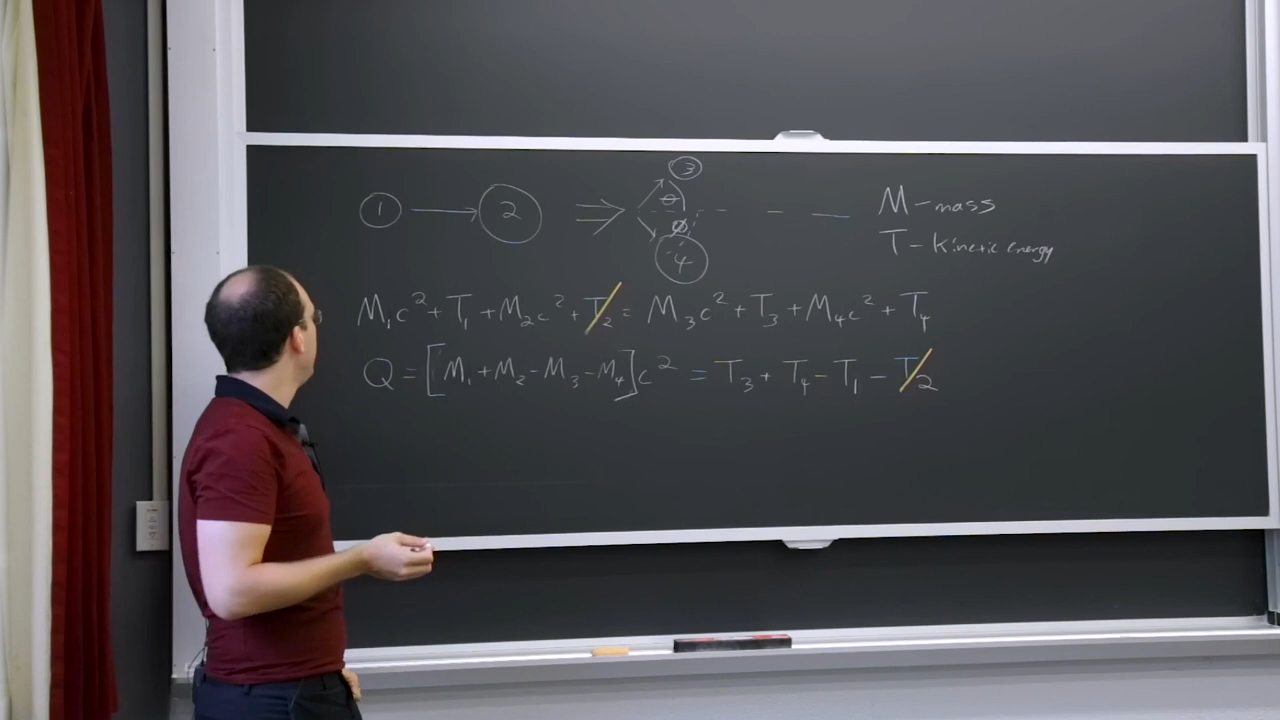 1 → 2 ⇒ 3
θ
ϕ
4
M - mass
T - kinetic energy
M₁c² + T₁ + M₂c² + T₂ = M₃c² + T₃ + M₄c² + T₄
Q = [M₁ + M₂ - M₃ - M₄]c² = T₃ + T₄ - T₁ - T₂